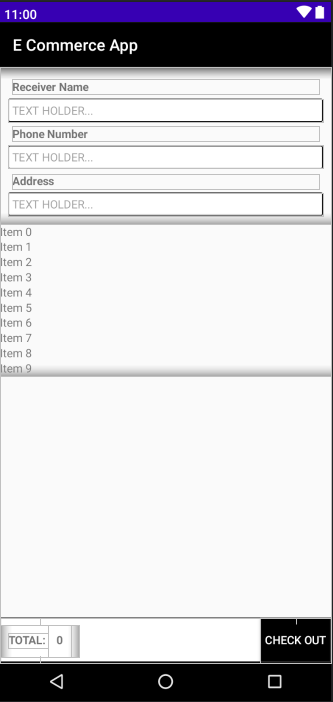 11:00
E Commerce App
Receiver Name
TEXT HOLDER...
Phone Number
TEXT HOLDER...
Address
TEXT HOLDER...
Item 0
Item 1
Item 2
Item 3
Item 4
Item 5
Item 6
Item 7
Item 8
Item 9
TOTAL: 0 CHECK OUT